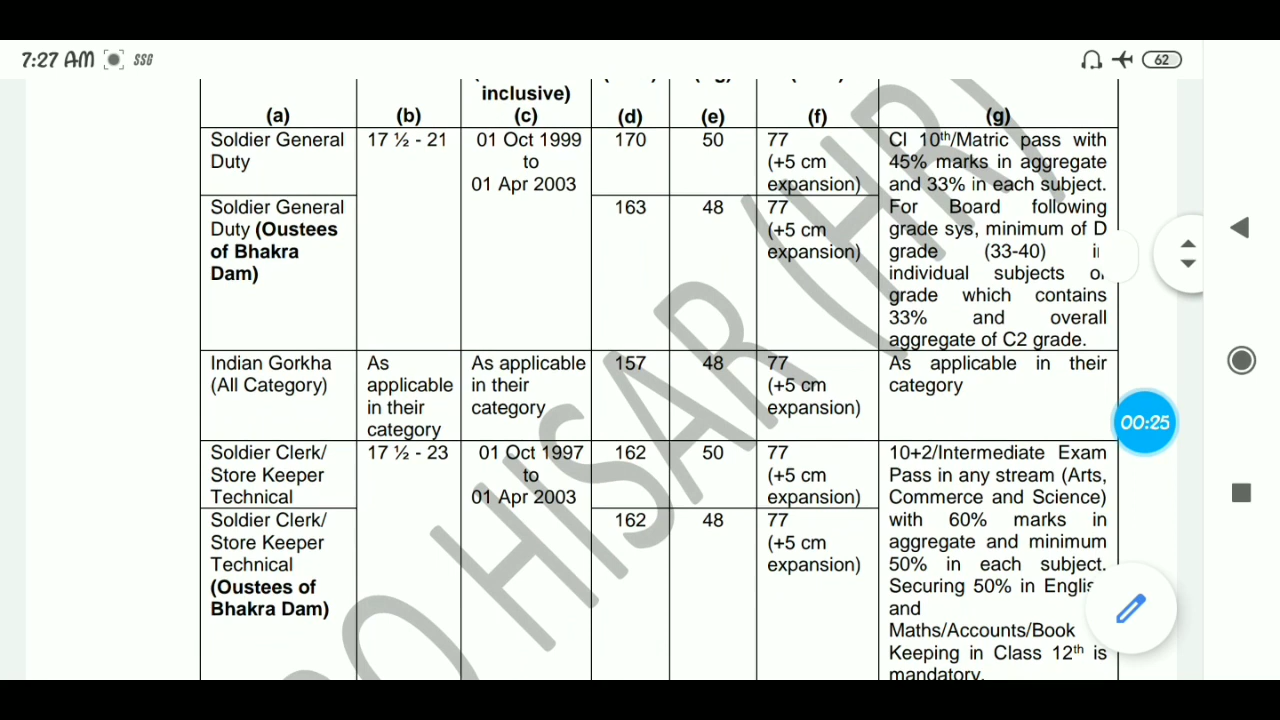 7:27 AM SSG 62
inclusive)
(a) (b) (c) (d) (e) (f) (g)
Soldier General
Duty
17 ½ - 21
01 Oct 1999
to
01 Apr 2003
170
50
77
(+5 cm
expansion)
Cl 10th/Matric pass with
45% marks in aggregate
and 33% in each subject.
For Board following
grade sys, minimum of D
grade (33-40)
individual subjects
grade which contains
33% and overall
aggregate of C2 grade.
Soldier General
Duty (Oustees
of Bhakra
Dam)
163
48
77
(+5 cm
expansion)
Indian Gorkha
(All Category)
As
applicable
in their
category
As applicable
in their
category
157
48
77
(+5 cm
expansion)
As applicable in their
category
00:25
Soldier Clerk/
Store Keeper
Technical
17 ½ - 23
01 Oct 1997
to
01 Apr 2003
162
50
77
(+5 cm
expansion)
10+2/Intermediate Exam
Pass in any stream (Arts,
Commerce and Science)
with 60% marks in
aggregate and minimum
50% in each subject.
Securing 50% in Englis
and
Maths/Accounts/Book
Keeping in Class 12th is
mandatory.
Soldier Clerk/
Store Keeper
Technical
(Oustees of
Bhakra Dam)
162
48
77
(+5 cm
expansion)
RO HISAR (HR)